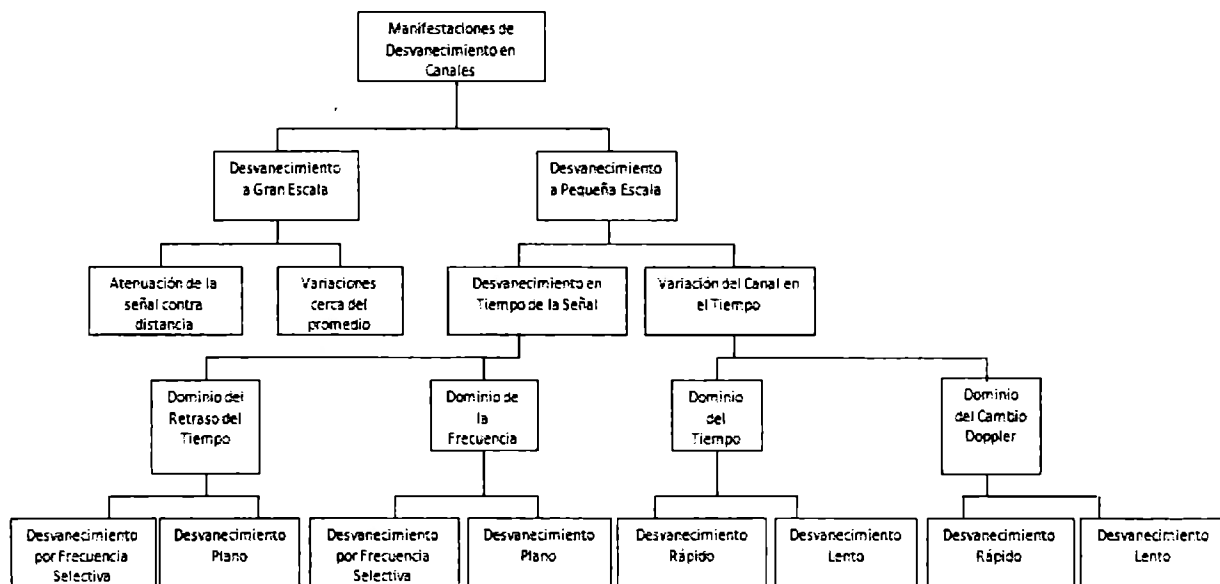 Manifestaciones de
Desvanecimiento en
Canales
Desvanecimiento
a Gran Escala
Desvanecimiento
a Pequeña Escala
Atenuación de la
señal contra
distancia
Variaciones
cerca del
promedio
Desvanecimiento en
Tiempo de la Señal
Variación del Canal en
el Tiempo
Dominio del
Retraso del
Tiempo
Dominio de
la
Frecuencia
Dominio
del
Tiempo
Dominio
del Cambio
Doppler
Desvanecimiento
por Frecuencia
Selectiva
Desvanecimiento
Plano
Desvanecimiento
por Frecuencia
Selectiva
Desvanecimiento
Plano
Desvanecimiento
Rápido
Desvanecimiento
Lento
Desvanecimiento
Rápido
Desvanecimiento
Lento